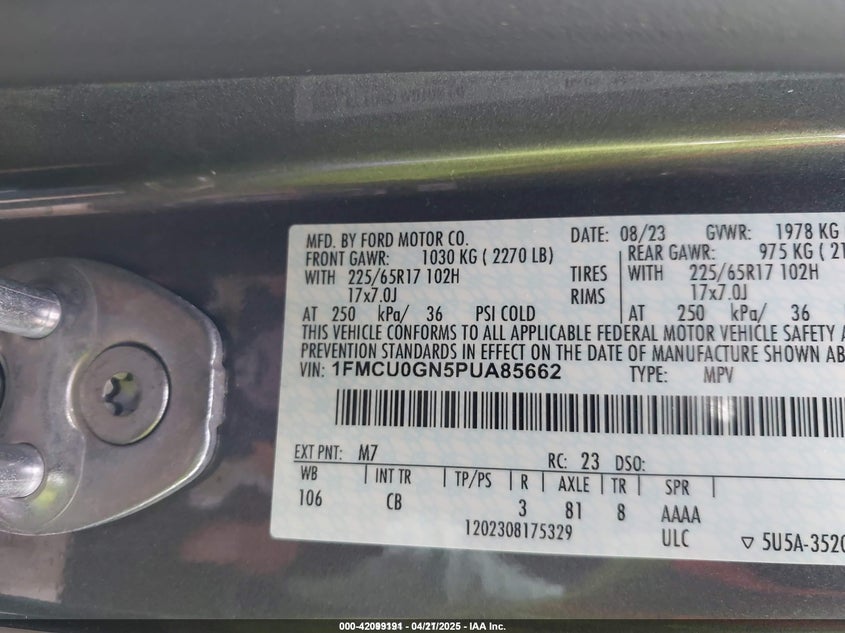 MFD. BY FORD MOTOR CO. DATE: 08/23 GVWR: 1978 KG
FRONT GAWR: 1030 KG ( 2270 LB) REAR GAWR: 975 KG ( 21
WITH 225/65R17 102H TIRES WITH 225/65R17 102H
17x7.0J RIMS 17x7.0J
AT 250 kPa/ 36 PSI COLD AT 250 kPa/ 36
THIS VEHICLE CONFORMS TO ALL APPLICABLE FEDERAL MOTOR VEHICLE SAFETY
PREVENTION STANDARDS IN EFFECT ON THE DATE OF MANUFACTURE SHOWN AB
VIN: 1FMCU0GN5PUA85662 TYPE: MPV
EXT PNT: M7 RC: 23 DSO:
WB INT TR TP/PS R AXLE TR SPR
106 CB 3 81 8 AAAA
1202308175329 ULC ▽ 5U5A-3520
04/21/2025 - IAA Inc.